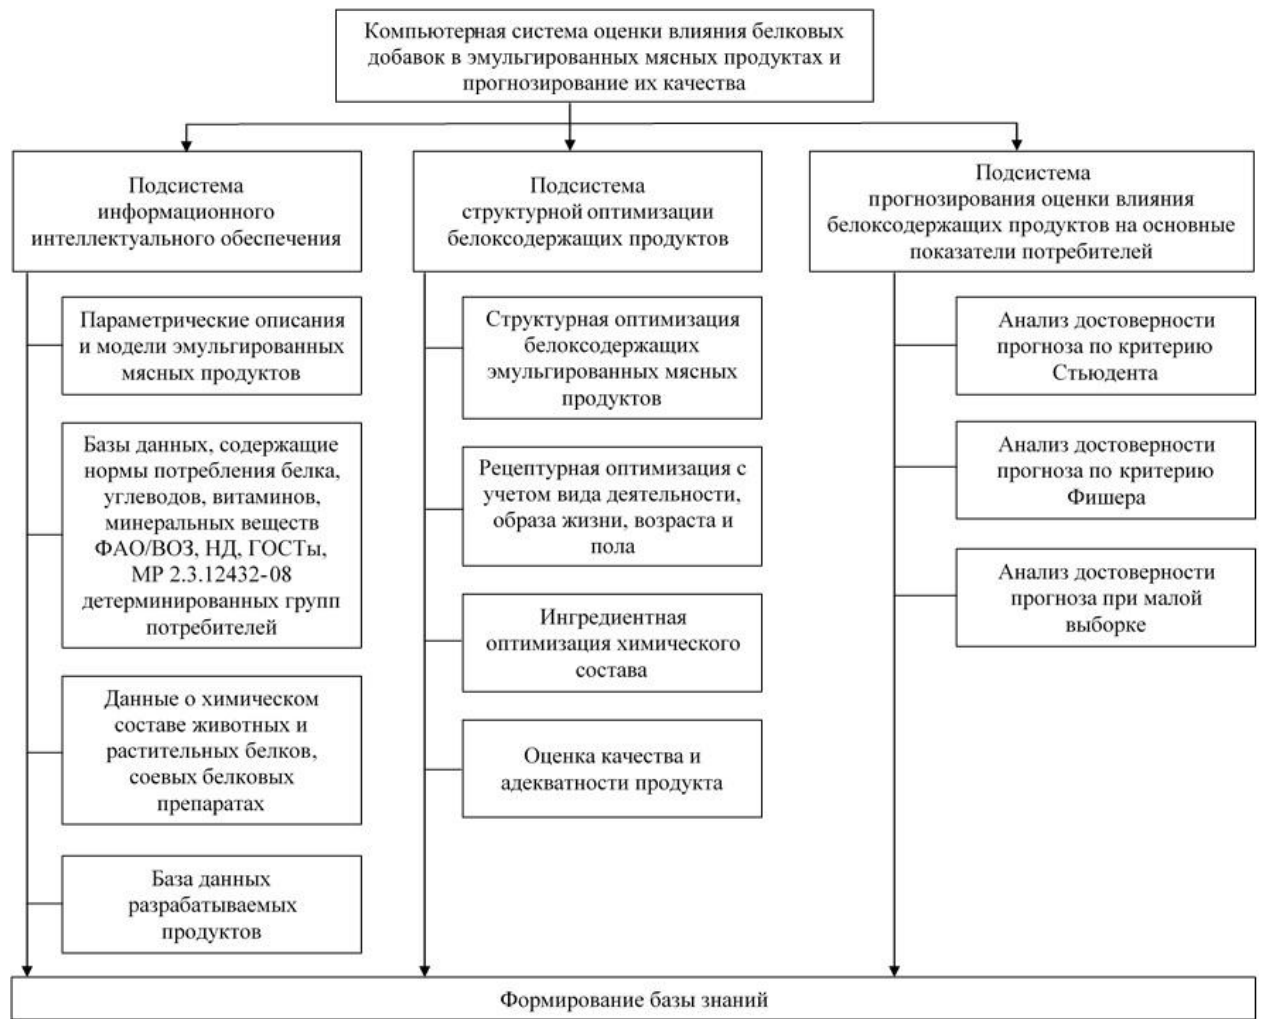 Компьютерная система оценки влияния белковых
добавок в эмульгированных мясных продуктах и
прогнозирование их качества
Подсистема
информационного
интеллектуального обеспечения
Параметрические описания
и модели эмульгированных
мясных продуктов
Базы данных, содержащие
нормы потребления белка,
углеводов, витаминов,
минеральных веществ
ФАО/ВОЗ, НД, ГОСТы,
МР 2.3.12432-08
детерминированных групп
потребителей
Данные о химическом
составе животных и
растительных белков,
соевых белковых
препаратах
База данных
разрабатываемых
продуктов
Подсистема
структурной оптимизации
белоксодержащих продуктов
Структурная оптимизация
белоксодержащих
эмульгированных мясных
продуктов
Рецептурная оптимизация с
учетом вида деятельности,
образа жизни, возраста и
пола
Ингредиентная
оптимизация химического
состава
Оценка качества и
адекватности продукта
Подсистема
прогнозирования оценки влияния
белоксодержащих продуктов на основные
показатели потребителей
Анализ достоверности
прогноза по критерию
Стьюдента
Анализ достоверности
прогноза по критерию
Фишера
Анализ достоверности
прогноза при малой
выборке
Формирование базы знаний